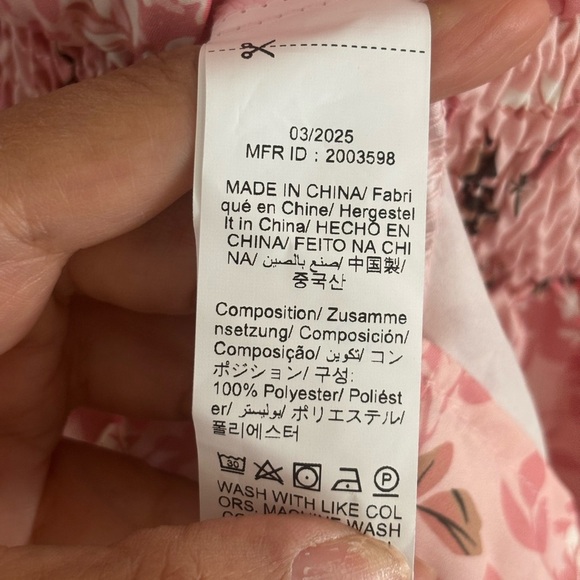 03/2025
MFR ID : 2003598
MADE IN CHINA/ Fabri
qué en Chine/ Hergestel
lt in China/ HECHO EN
CHINA/ FEITO NA CHI
NA/ صنع بالصين/ 中国製/
중국산
Composition/ Zusamme
nsetzung/ Composición/
Composição/ تكوين/ コン
ポジション/ 구성:
100% Polyester/ Poliést
er/ بوليستر/ ポリエステル/
폴리에스터
30 P
WASH WITH LIKE COL
ORS. MACHINE WASH